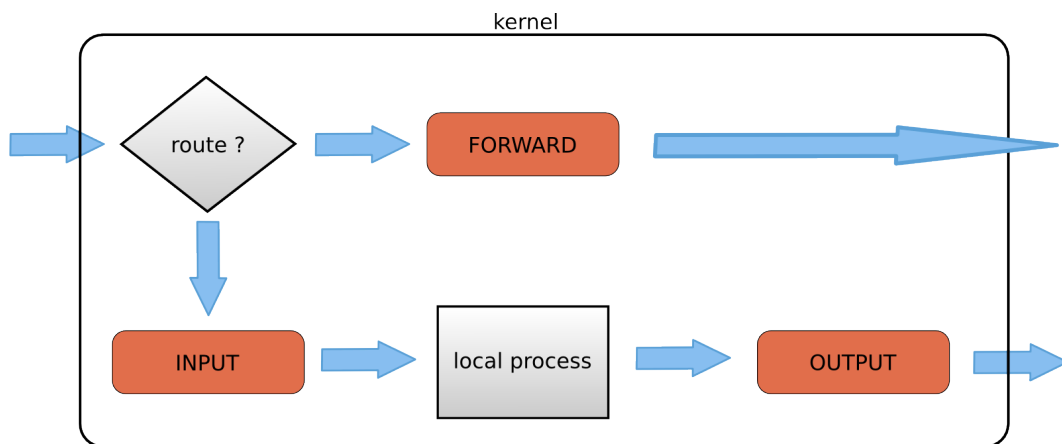 kernel
route ?
FORWARD
INPUT
local process
OUTPUT